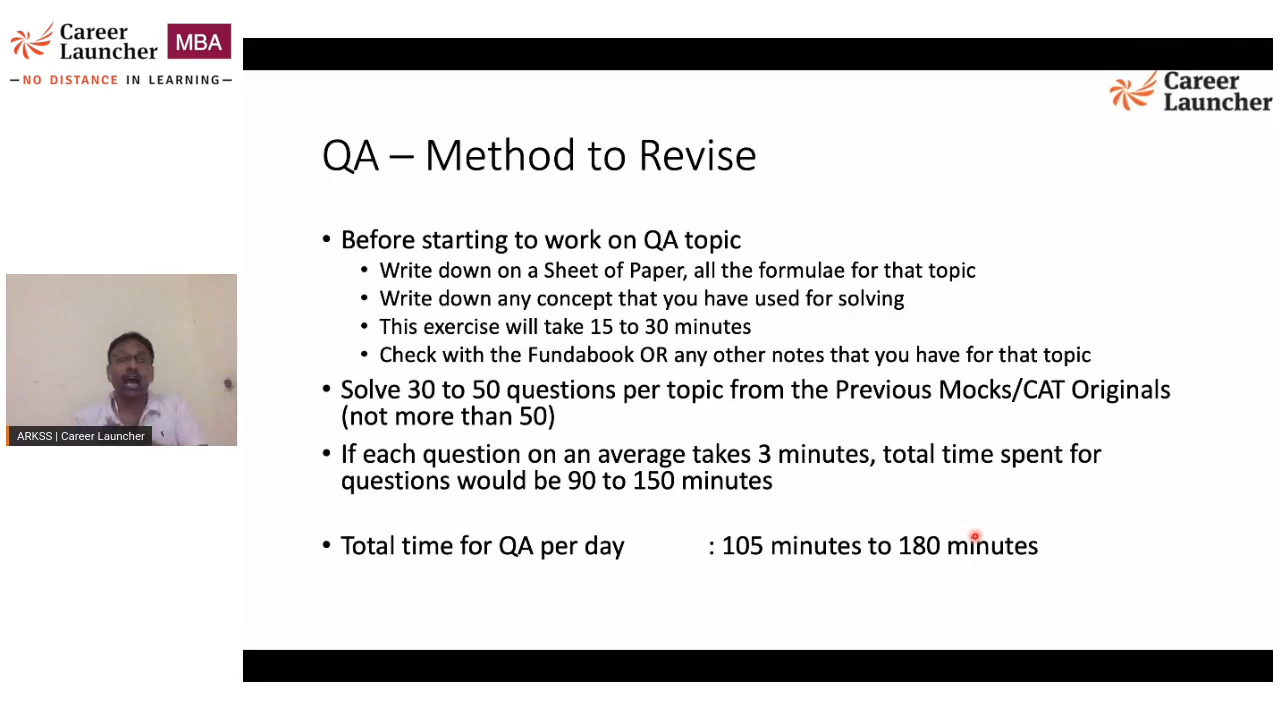 Career
Launcher
MBA
—NO DISTANCE IN LEARNING—
Career
Launcher
QA – Method to Revise
• Before starting to work on QA topic
• Write down on a Sheet of Paper, all the formulae for that topic
• Write down any concept that you have used for solving
• This exercise will take 15 to 30 minutes
• Check with the Fundabook OR any other notes that you have for that topic
• Solve 30 to 50 questions per topic from the Previous Mocks/CAT Originals
(not more than 50)
• If each question on an average takes 3 minutes, total time spent for
questions would be 90 to 150 minutes
• Total time for QA per day : 105 minutes to 180 minutes
ARKSS | Career Launcher